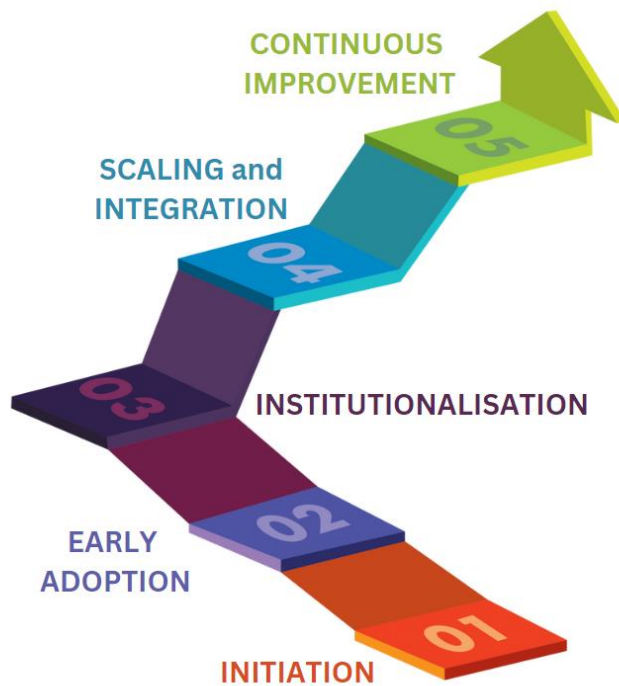 CONTINUOUS
IMPROVEMENT
05
SCALING and
INTEGRATION
04
03
INSTITUTIONALISATION
02
EARLY
ADOPTION
01
INITIATION